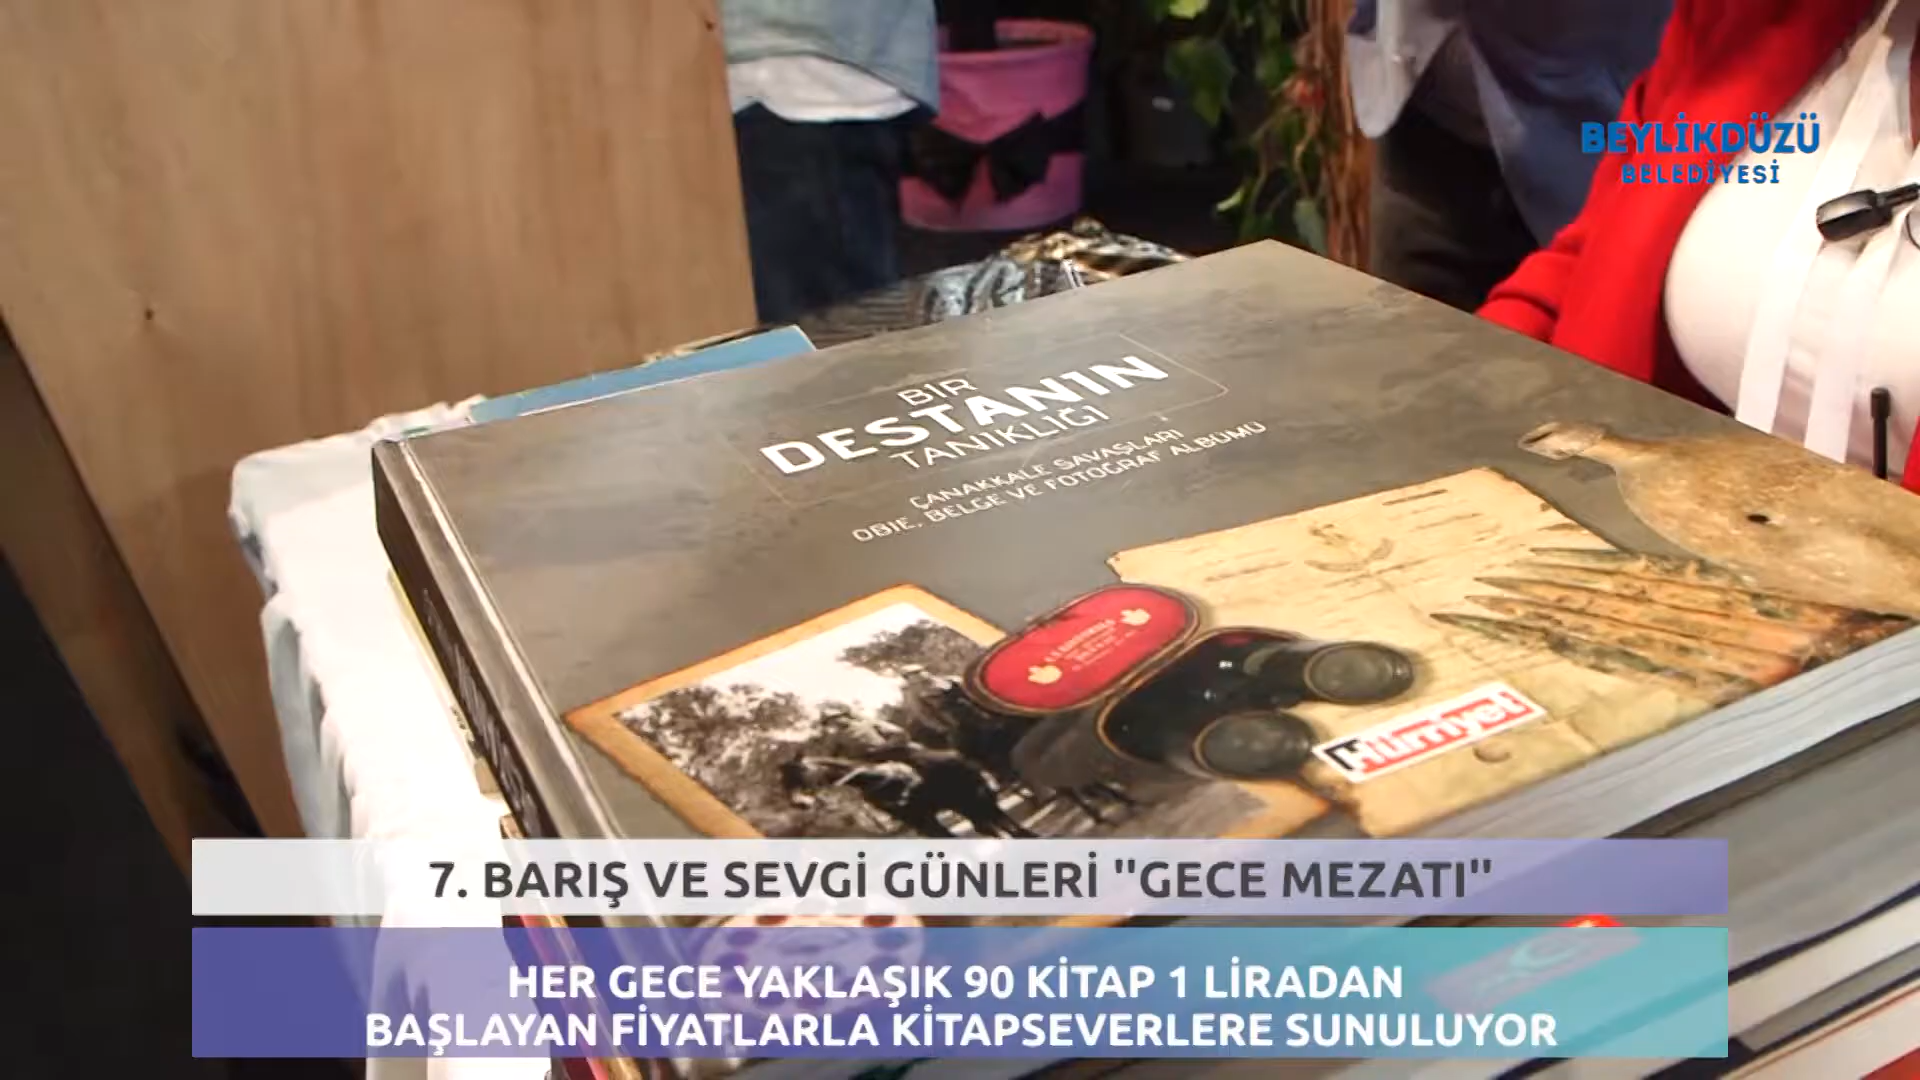 BEYLİKDÜZÜ
BELEDİYESİ
BIR
DESTANIN
TANIKLIĞI
ÇANAKKALE SAVAŞLARI
OBJE, BELGE VE FOTOĞRAF ALBÜMÜ
Hürriyet
7. BARIŞ VE SEVGİ GÜNLERİ "GECE MEZATI"
HER GECE YAKLAŞIK 90 KİTAP 1 LİRADAN
BAŞLAYAN FİYATLARLA KİTAPSEVERLERE SUNULUYOR